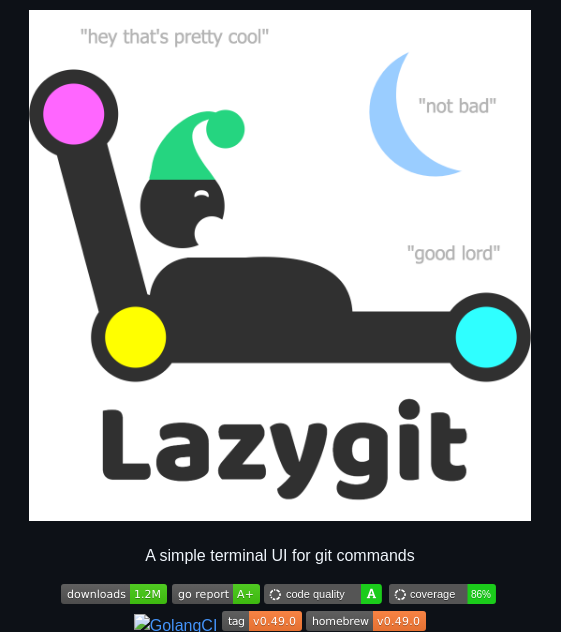 "hey that's pretty cool"
"not bad"
"good lord"
Lazygit
A simple terminal UI for git commands
downloads 1.2M go report A+ code quality A coverage 86%
GolangCI tag v0.49.0 homebrew v0.49.0